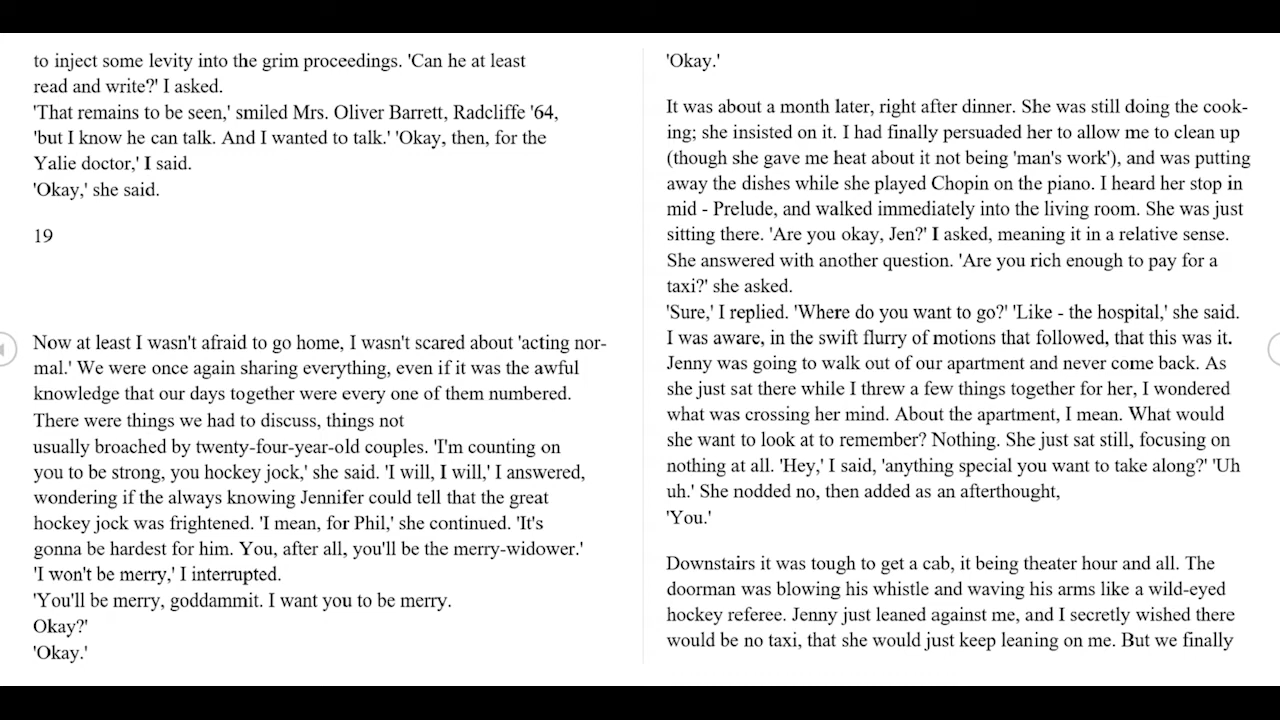 to inject some levity into the grim proceedings. 'Can he at least
read and write?' I asked.
'That remains to be seen,' smiled Mrs. Oliver Barrett, Radcliffe '64,
'but I know he can talk. And I wanted to talk.' 'Okay, then, for the
Yalie doctor,' I said.
'Okay,' she said.
19
Now at least I wasn't afraid to go home, I wasn't scared about 'acting nor-
mal.' We were once again sharing everything, even if it was the awful
knowledge that our days together were every one of them numbered.
There were things we had to discuss, things not
usually broached by twenty-four-year-old couples. 'I'm counting on
you to be strong, you hockey jock,' she said. 'I will, I will,' I answered,
wondering if the always knowing Jennifer could tell that the great
hockey jock was frightened. 'I mean, for Phil,' she continued. 'It's
gonna be hardest for him. You, after all, you'll be the merry-widower.'
'I won't be merry,' I interrupted.
'You'll be merry, goddammit. I want you to be merry.
Okay?'
'Okay.'
'Okay.'
It was about a month later, right after dinner. She was still doing the cook-
ing; she insisted on it. I had finally persuaded her to allow me to clean up
(though she gave me heat about it not being 'man's work'), and was putting
away the dishes while she played Chopin on the piano. I heard her stop in
mid - Prelude, and walked immediately into the living room. She was just
sitting there. 'Are you okay, Jen?' I asked, meaning it in a relative sense.
She answered with another question. 'Are you rich enough to pay for a
taxi?' she asked.
'Sure,' I replied. 'Where do you want to go?' 'Like - the hospital,' she said.
I was aware, in the swift flurry of motions that followed, that this was it.
Jenny was going to walk out of our apartment and never come back. As
she just sat there while I threw a few things together for her, I wondered
what was crossing her mind. About the apartment, I mean. What would
she want to look at to remember? Nothing. She just sat still, focusing on
nothing at all. 'Hey,' I said, 'anything special you want to take along?' 'Uh
uh.' She nodded no, then added as an afterthought,
'You.'
Downstairs it was tough to get a cab, it being theater hour and all. The
doorman was blowing his whistle and waving his arms like a wild-eyed
hockey referee. Jenny just leaned against me, and I secretly wished there
would be no taxi, that she would just keep leaning on me. But we finally